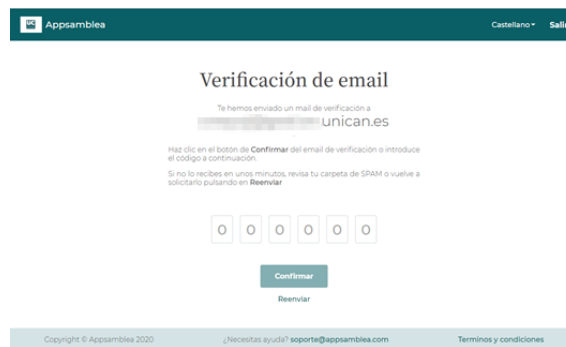 UC
Appsamblea
Castellano
Verificación de email
Te hemos enviado un mail de verificación a
unican.es
Haz clic en el botón de Confirmar del email de verificación o introduce
el código a continuación.
Si no lo recibes en unos minutos, revisa tu carpeta de SPAM o vuelve a
solicitarlo pulsando en Reenviar
0 0 0 0 0 0
Confirmar
Reenviar
Copyright © Appsamblea 2020 ¿Necesitas ayuda? soporte@appsamblea.com Terminos y condiciones